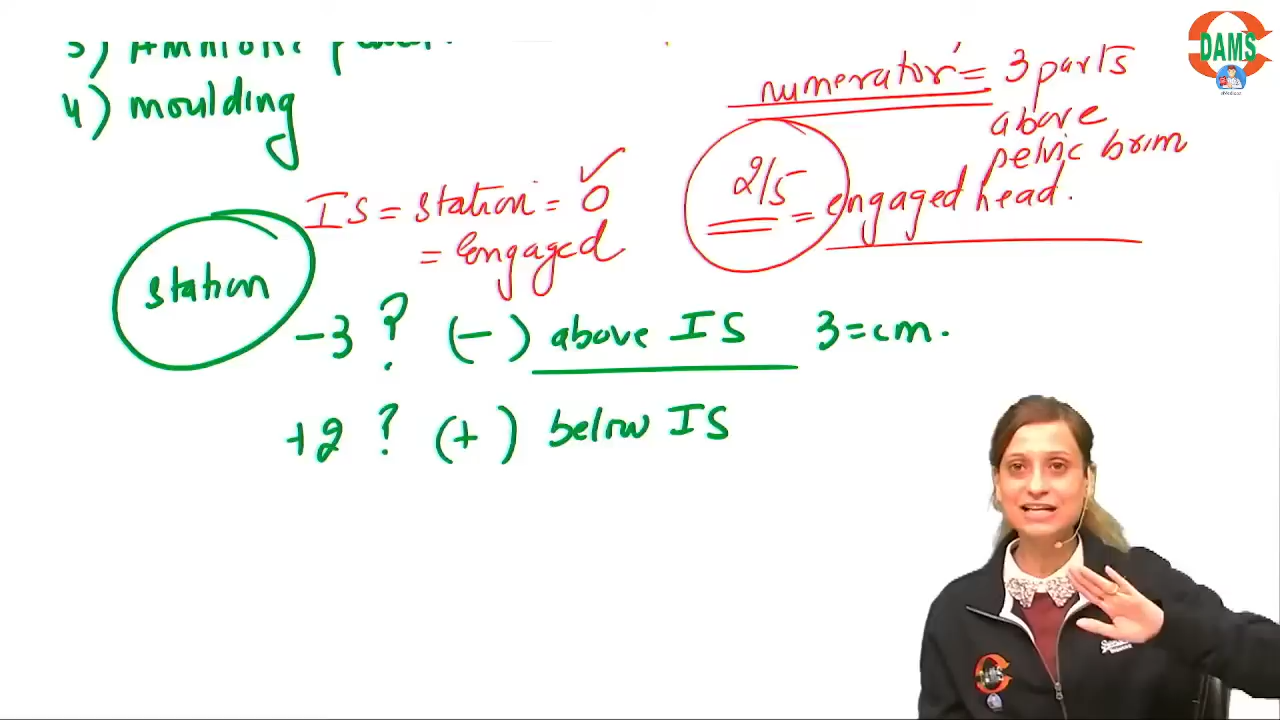 3)
4) moulding
numerator = 3 parts
above
pelvic brim
2/5 = engaged head.
IS = station = 0 ✓
= engaged
station
-3 ? (-) above IS 3 = cm.
+2 ? (+) below IS
DAMS